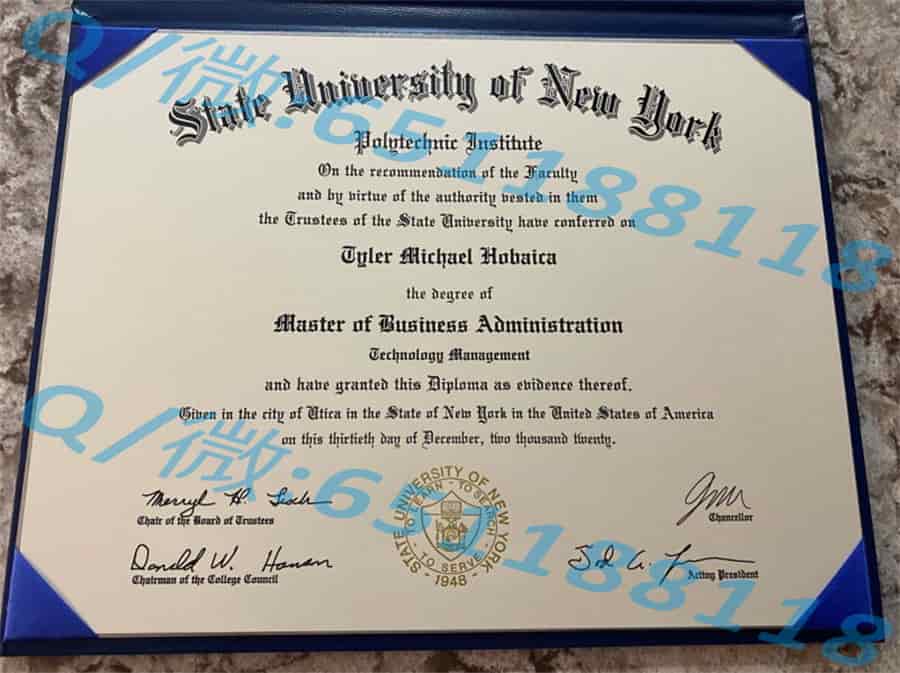 State University of New York
Polytechnic Institute
On the recommendation of the Faculty
and by virtue of the authority vested in them
the Trustees of the State University have conferred on
Tyler Michael Hobaica
the degree of
Master of Business Administration
Technology Management
and have granted this Diploma as evidence thereof.
Given in the city of Utica in the State of New York in the United States of America
on this thirtieth day of December, two thousand twenty.
Chair of the Board of Trustees
Chancellor
Donald W.
Chairman of the College Council
Acting President
STATE UNIVERSITY OF NEW YORK
TO LEARN - TO SEARCH
TO SERVE
1948
Q/微:65118818
Q/微:65118818